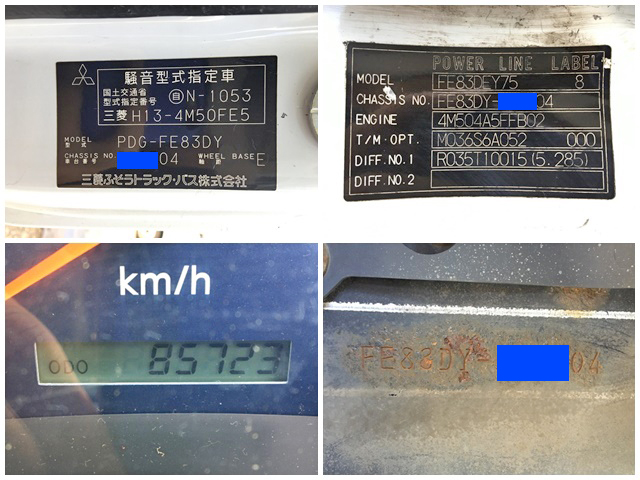 騒音型式指定車
国土交通省
型式指定番号 自N-1053
三菱 H13-4M50FE5
MODEL
型式 PDG-FE83DY
CHASSIS NO.
車台番号 04 WHEEL BASE E
三菱ふそうトラック・バス株式会社
POWER LINE LABEL
MODEL FE83DEY75 8
CHASSIS NO. FE83DY- 04
ENGINE 4M504A5FFB02
T/M・OPT. M036S6A052 000
DIFF.NO.1 R035T10015(5.285)
DIFF.NO.2
km/h
ODO 85723
FE83DY- 04